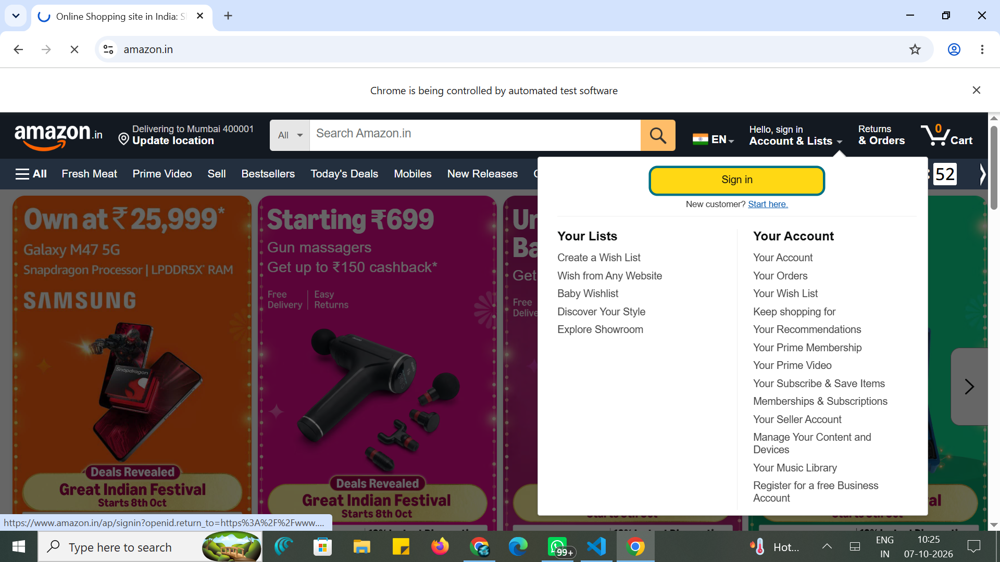 Online Shopping site in India: S
amazon.in
Chrome is being controlled by automated test software
amazon.in
Delivering to Mumbai 400001
Update location
All
Search Amazon.in
EN
Hello, sign in
Account & Lists
Returns
& Orders
0
Cart
All
Fresh Meat
Prime Video
Sell
Bestsellers
Today's Deals
Mobiles
New Releases
: 52
Sign in
New customer? Start here.
Your Lists
Create a Wish List
Wish from Any Website
Baby Wishlist
Discover Your Style
Explore Showroom
Your Account
Your Account
Your Orders
Your Wish List
Keep shopping for
Your Recommendations
Your Prime Membership
Your Prime Video
Your Subscribe & Save Items
Memberships & Subscriptions
Your Seller Account
Manage Your Content and
Devices
Your Music Library
Register for a free Business
Account
Own at ₹25,999*
Galaxy M47 5G
Snapdragon Processor | LPDDR5X* RAM
SAMSUNG
Snapdragon
Deals Revealed
Great Indian Festival
Starts 8th Oct
Starting ₹699
Gun massagers
Get up to ₹150 cashback*
Free
Delivery
Easy
Returns
Deals Revealed
Great Indian Festival
Starts 8th Oct
Un
Ba
Get
Free
Delive
al
https://www.amazon.in/ap/signin?openid.return_to=https%3A%2F%2Fwww....
Type here to search
99+
Hot...
ENG
IN
10:25
07-10-2026